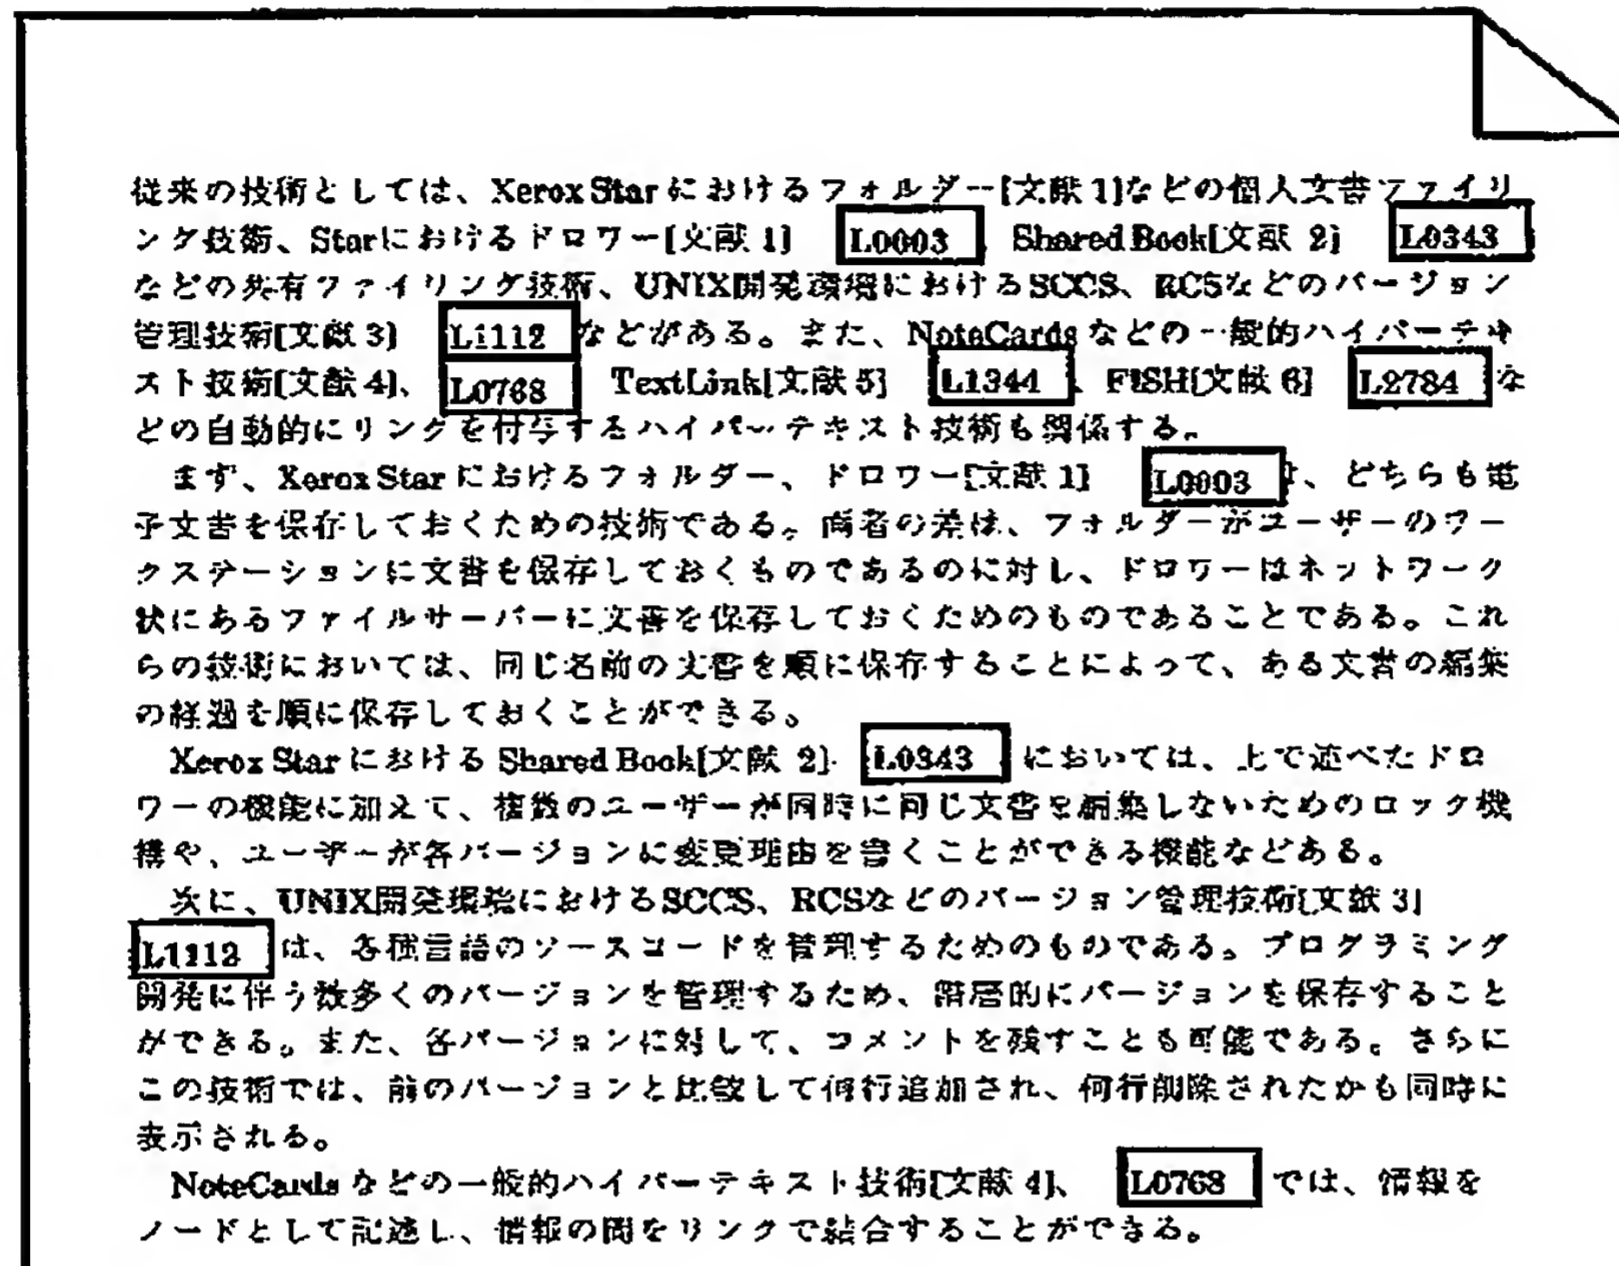 従来の技術としては、Xerox Starにおけるフォルダー[文献 1]などの個人文書ファイリ
ング技術、Starにおけるドロワー[文献 1] L0003 、Shared Book[文献 2] L0343
などの共有ファイリング技術、UNIX開発環境におけるSCCS、RCSなどのバージョン
管理技術[文献 3] L1112 などがある。また、NoteCardsなどの一般的ハイパーテキ
スト技術[文献 4]、 L0768 TextLink[文献 5] L1344 、FISH[文献 6] L2784 な
どの自動的にリンクを付与するハイパーテキスト技術も関係する。
まず、Xerox Starにおけるフォルダー、ドロワー[文献 1] L0003 は、どちらも電
子文書を保存しておくための技術である。両者の差は、フォルダーがユーザーのワー
クステーションに文書を保存しておくものであるのに対し、ドロワーはネットワーク
状にあるファイルサーバーに文書を保存しておくためのものであることである。これ
らの技術においては、同じ名前の文書を順に保存することによって、ある文書の編集
の経過を順に保存しておくことができる。
Xerox Starにおける Shared Book[文献 2] L0343 においては、上で述べたドロ
ワーの機能に加えて、複数のユーザーが同時に同じ文書を編集しないためのロック機
構や、ユーザーが各バージョンに変更理由を書くことができる機能などある。
次に、UNIX開発環境におけるSCCS、RCSなどのバージョン管理技術[文献 3]
L1112 は、各種言語のソースコードを管理するためのものである。プログラミング
開発に伴う数多くのバージョンを管理するため、階層的にバージョンを保存すること
ができる。また、各バージョンに対して、コメントを残すことも可能である。さらに
この技術では、前のバージョンと比較して何行追加され、何行削除されたかも同時に
表示される。
NoteCardsなどの一般的ハイパーテキスト技術[文献 4]、 L0768 では、情報を
ノードとして記述し、情報の間をリンクで結合することができる。